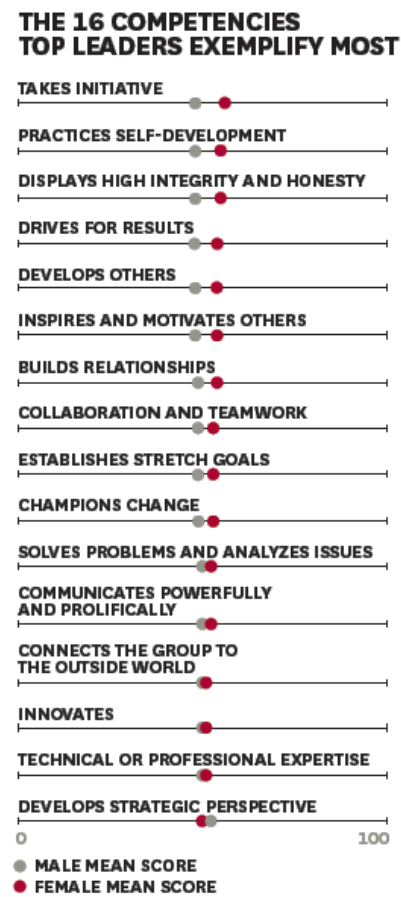 THE 16 COMPETENCIES
TOP LEADERS EXEMPLIFY MOST
TAKES INITIATIVE
PRACTICES SELF-DEVELOPMENT
DISPLAYS HIGH INTEGRITY AND HONESTY
DRIVES FOR RESULTS
DEVELOPS OTHERS
INSPIRES AND MOTIVATES OTHERS
BUILDS RELATIONSHIPS
COLLABORATION AND TEAMWORK
ESTABLISHES STRETCH GOALS
CHAMPIONS CHANGE
SOLVES PROBLEMS AND ANALYZES ISSUES
COMMUNICATES POWERFULLY
AND PROLIFICALLY
CONNECTS THE GROUP TO
THE OUTSIDE WORLD
INNOVATES
TECHNICAL OR PROFESSIONAL EXPERTISE
DEVELOPS STRATEGIC PERSPECTIVE
0 100
MALE MEAN SCORE
FEMALE MEAN SCORE